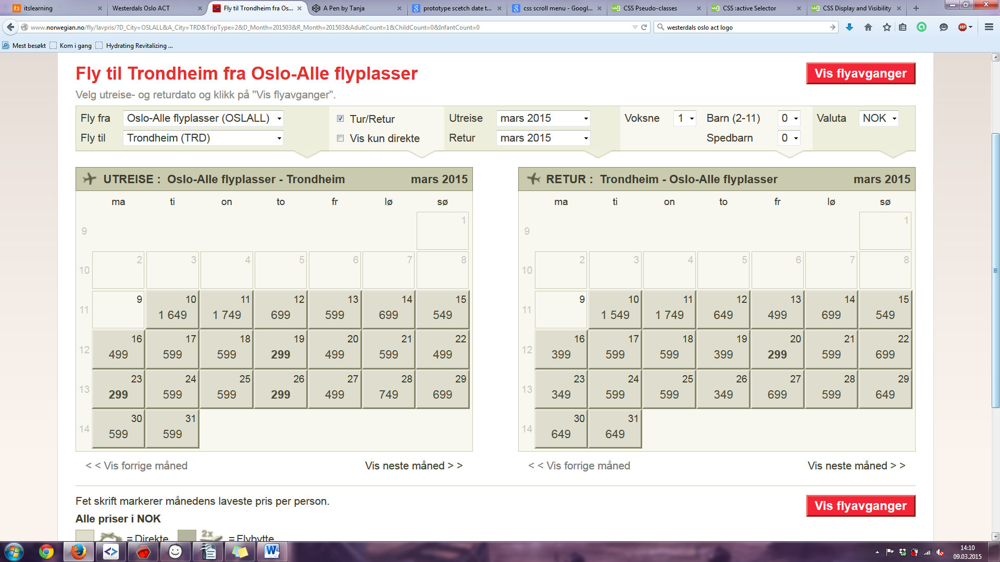 itslearning
Westerdals Oslo ACT
Fly til Trondheim fra Os...
A Pen by Tanja
prototype scetch date t...
css scroll menu - Googl...
CSS Pseudo-classes
CSS :active Selector
CSS Display and Visibility
www.norwegian.no/fly/lavpris/?D_City=OSLALL&A_City=TRD&TripType=2&D_Month=201503&R_Month=201503&AdultCount=1&ChildCount=0&InfantCount=0
westerdals oslo act logo
ABP
Mest besøkt Kom i gang Hydrating Revitalizing ...
Fly til Trondheim fra Oslo-Alle flyplasser
Vis flyavganger
Velg utreise- og returdato og klikk på "Vis flyavganger".
Fly fra Oslo-Alle flyplasser (OSLALL) Tur/Retur Utreise mars 2015 Voksne 1 Barn (2-11) 0 Valuta NOK
Fly til Trondheim (TRD) Vis kun direkte Retur mars 2015 Spedbarn 0
UTREISE : Oslo-Alle flyplasser - Trondheim mars 2015
ma ti on to fr lø sø
1
9
2 3 4 5 6 7 8
10
9 10 11 12 13 14 15
11 1 649 1 749 699 599 699 549
16 17 18 19 20 21 22
12 499 599 599 299 499 599 499
23 24 25 26 27 28 29
13 299 599 599 299 499 749 699
30 31
14 599 599
< < Vis forrige måned Vis neste måned > >
RETUR : Trondheim - Oslo-Alle flyplasser mars 2015
ma ti on to fr lø sø
1
9
2 3 4 5 6 7 8
10
9 10 11 12 13 14 15
11 1 549 1 749 649 499 699 549
16 17 18 19 20 21 22
12 399 599 599 399 299 599 699
23 24 25 26 27 28 29
13 349 599 599 349 699 599 649
30 31
14 649 649
< < Vis forrige måned Vis neste måned > >
Fet skrift markerer månedens laveste pris per person.
Vis flyavganger
Alle priser i NOK
= Direkte 2x = Flybytte
14:10
09.03.2015